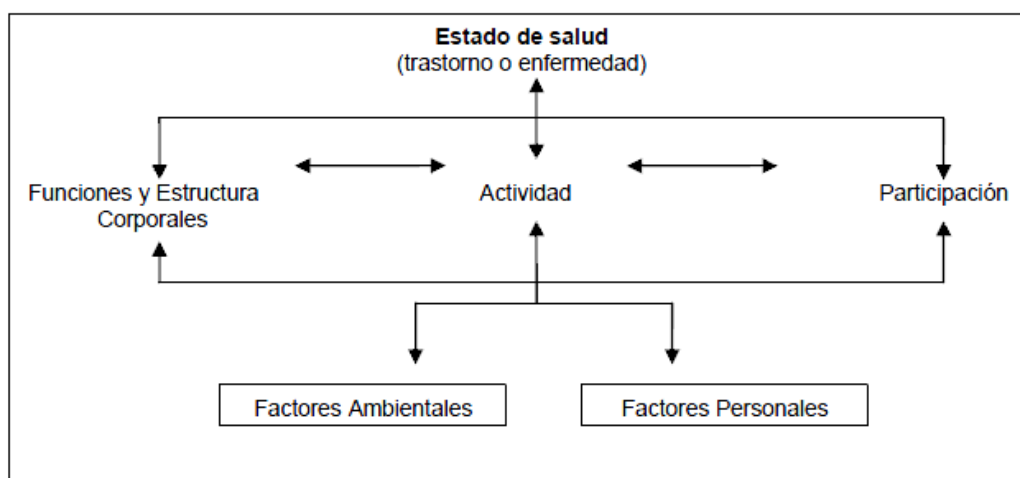 Estado de salud
(trastorno o enfermedad)
Funciones y Estructura
Corporales
Actividad
Participación
Factores Ambientales
Factores Personales